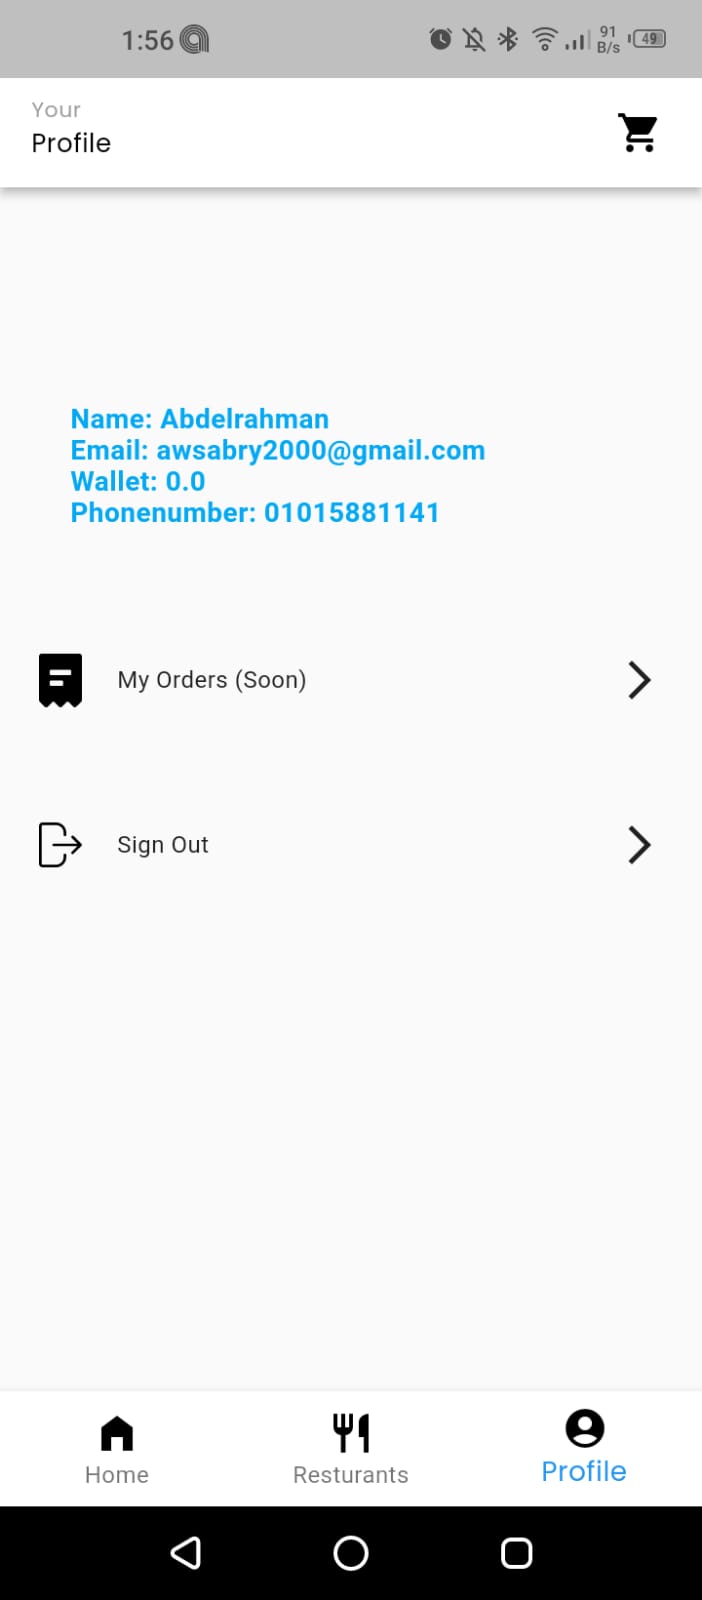 1:56
91
B/s
49
Your
Profile
Name: Abdelrahman
Email: awsabry2000@gmail.com
Wallet: 0.0
Phonenumber: 01015881141
My Orders (Soon)
Sign Out
Home
Resturants
Profile